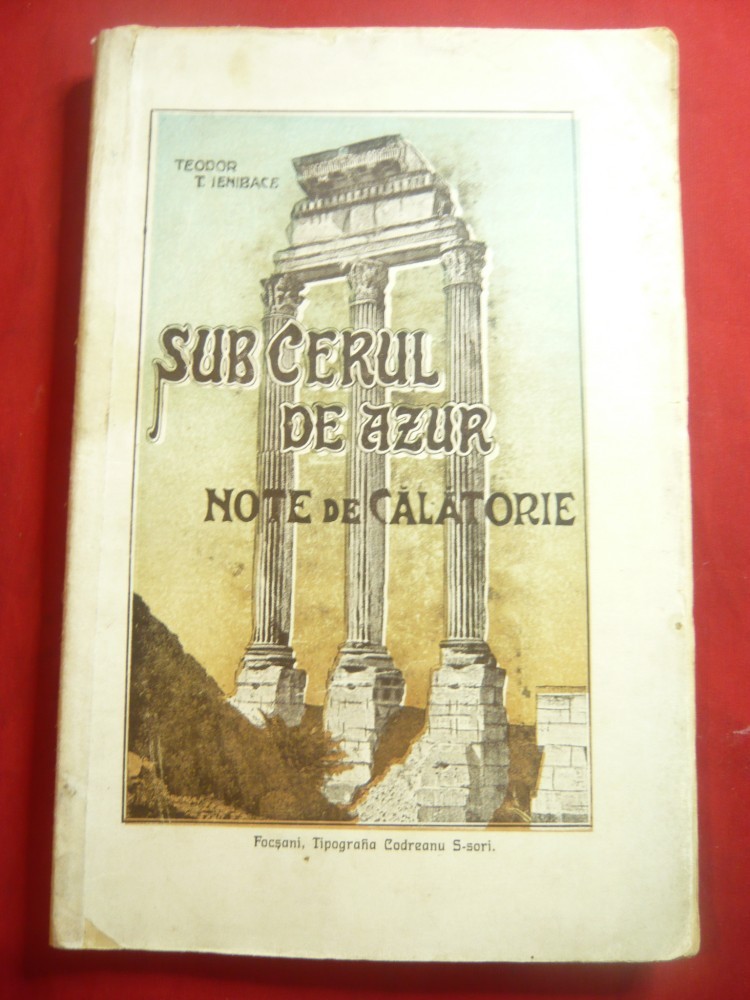 TEODOR
T. IENIBACE
SUB CERUL
DE AZUR
NOTE DE CĂLĂTORIE
Focșani, Tipografia Codreanu S-sori.